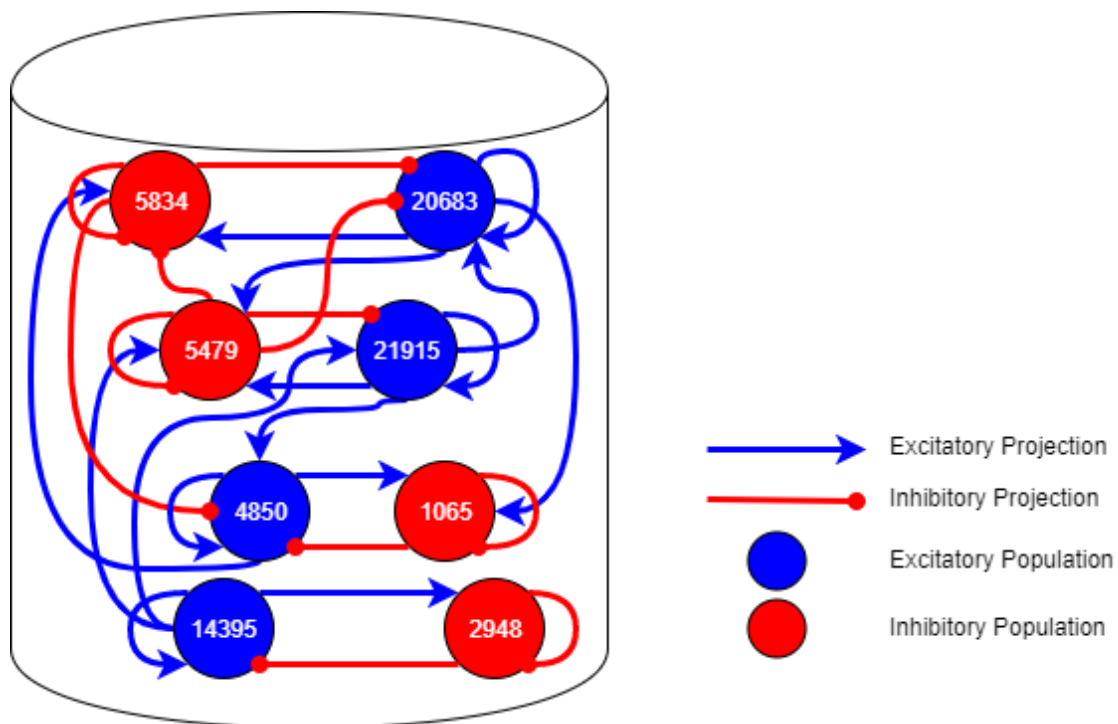 5834
20683
5479
21915
4850
1065
14395
2948
Excitatory Projection
Inhibitory Projection
Excitatory Population
Inhibitory Population